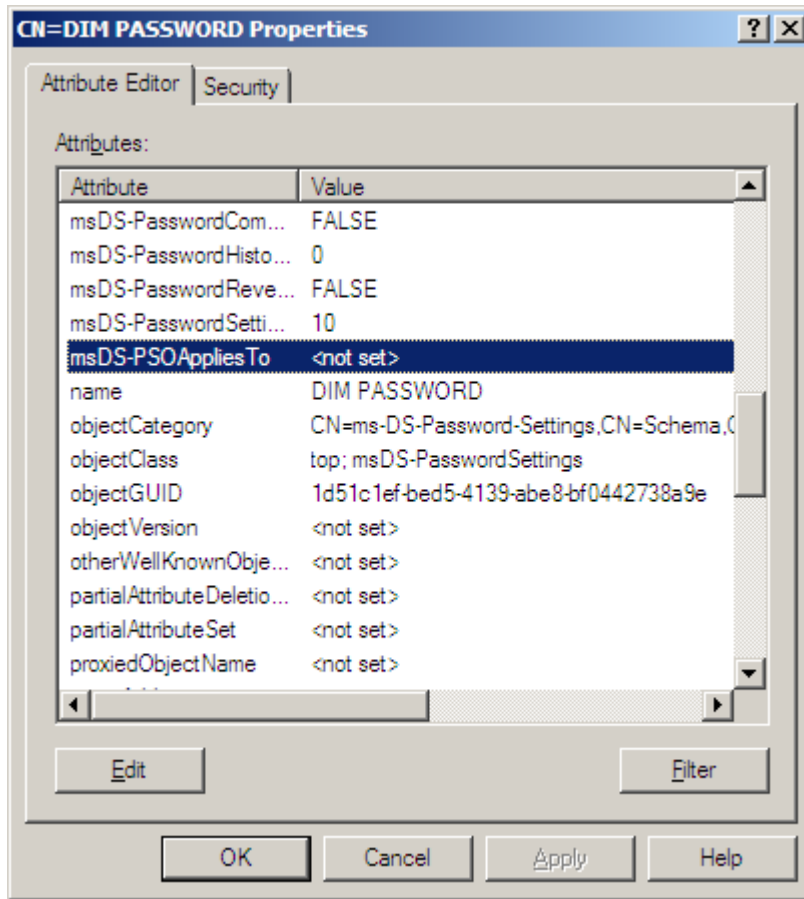 CN=DIM PASSWORD Properties
Attribute Editor Security
Attributes:
Attribute Value
msDS-PasswordCom... FALSE
msDS-PasswordHisto... 0
msDS-PasswordReve... FALSE
msDS-PasswordSetti... 10
msDS-PSOAppliesTo <not set>
name DIM PASSWORD
objectCategory CN=ms-DS-Password-Settings,CN=Schema,C
objectClass top; msDS-PasswordSettings
objectGUID 1d51c1ef-bed5-4139-abe8-bf0442738a9e
objectVersion <not set>
otherWellKnownObje... <not set>
partialAttributeDeletio... <not set>
partialAttributeSet <not set>
proxiedObjectName <not set>
Edit Filter
OK Cancel Apply Help